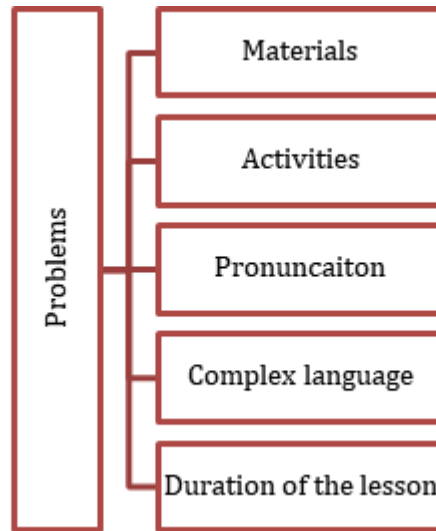 Problems
Materials
Activities
Pronuncaiton
Complex language
Duration of the lesson